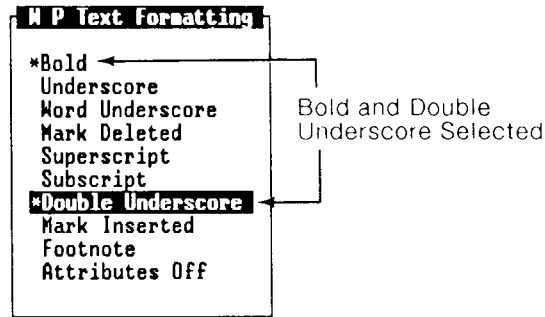 W P Text Formatting
*Bold
Underscore
Word Underscore
Mark Deleted
Superscript
Subscript
*Double Underscore
Mark Inserted
Footnote
Attributes Off
Bold and Double
Underscore Selected